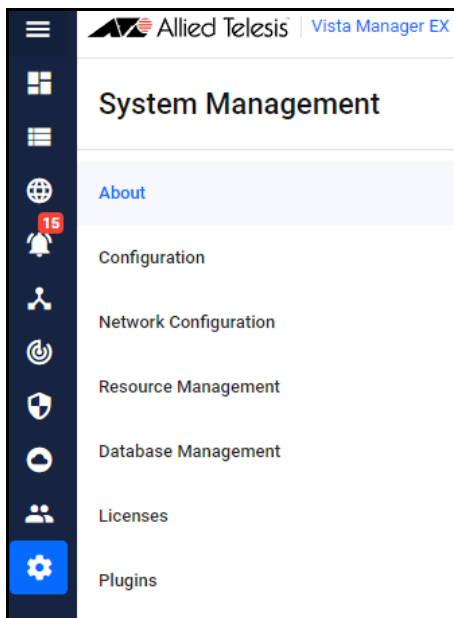 Allied Telesis Vista Manager EX
System Management
About
15
Configuration
Network Configuration
Resource Management
Database Management
Licenses
Plugins